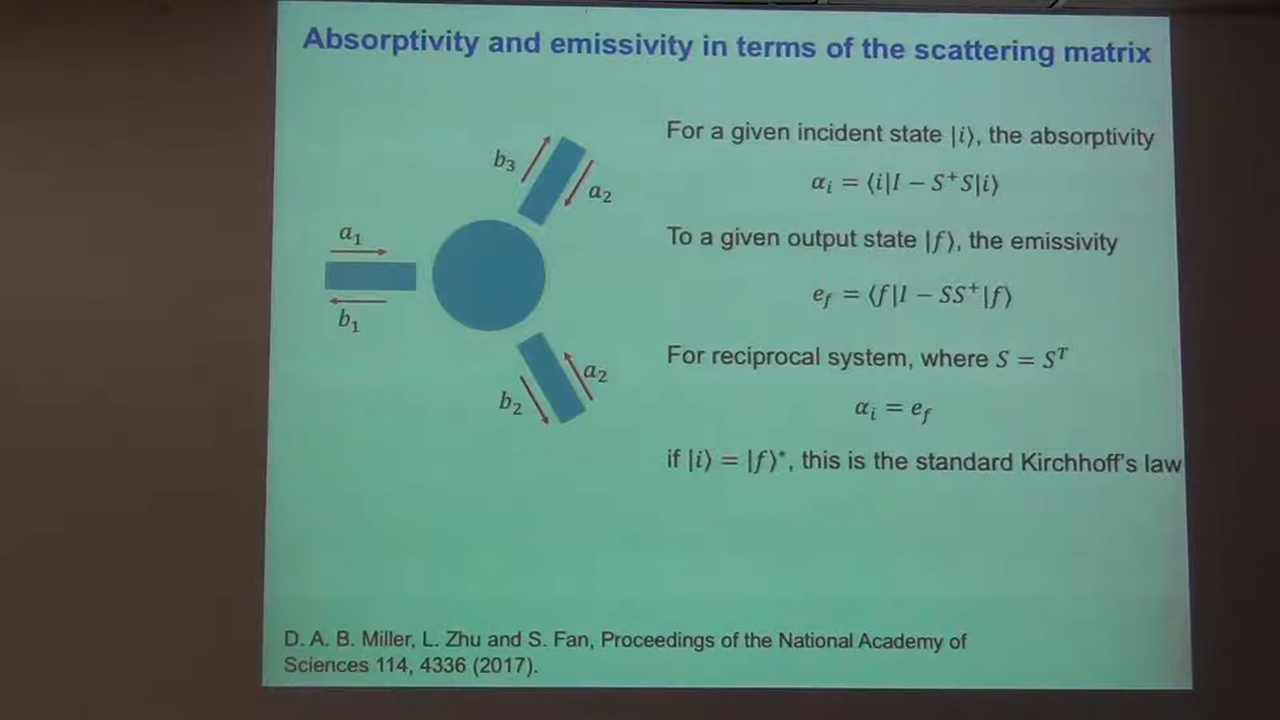 Absorptivity and emissivity in terms of the scattering matrix
b₃
a₂
a₁
b₁
a₂
b₂
For a given incident state |i⟩, the absorptivity
αᵢ = ⟨i|I − S⁺S|i⟩
To a given output state |f⟩, the emissivity
e_f = ⟨f|I − SS⁺|f⟩
For reciprocal system, where S = Sᵀ
αᵢ = e_f
if |i⟩ = |f⟩*, this is the standard Kirchhoff's law
D. A. B. Miller, L. Zhu and S. Fan, Proceedings of the National Academy of
Sciences 114, 4336 (2017).